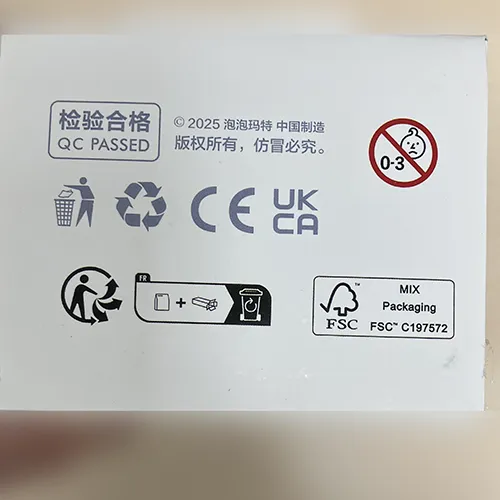 检验合格
QC PASSED
© 2025 泡泡玛特 中国制造
版权所有，仿冒必究。
0-3
CE
UK
CA
FR
+
MIX
Packaging
FSC™ C197572
FSC
™